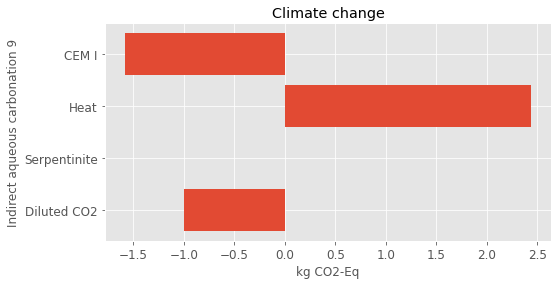 Climate change
Indirect aqueous carbonation 9
CEM I
Heat
Serpentinite
Diluted CO2
−1.5 −1.0 −0.5 0.0 0.5 1.0 1.5 2.0 2.5
kg CO2-Eq